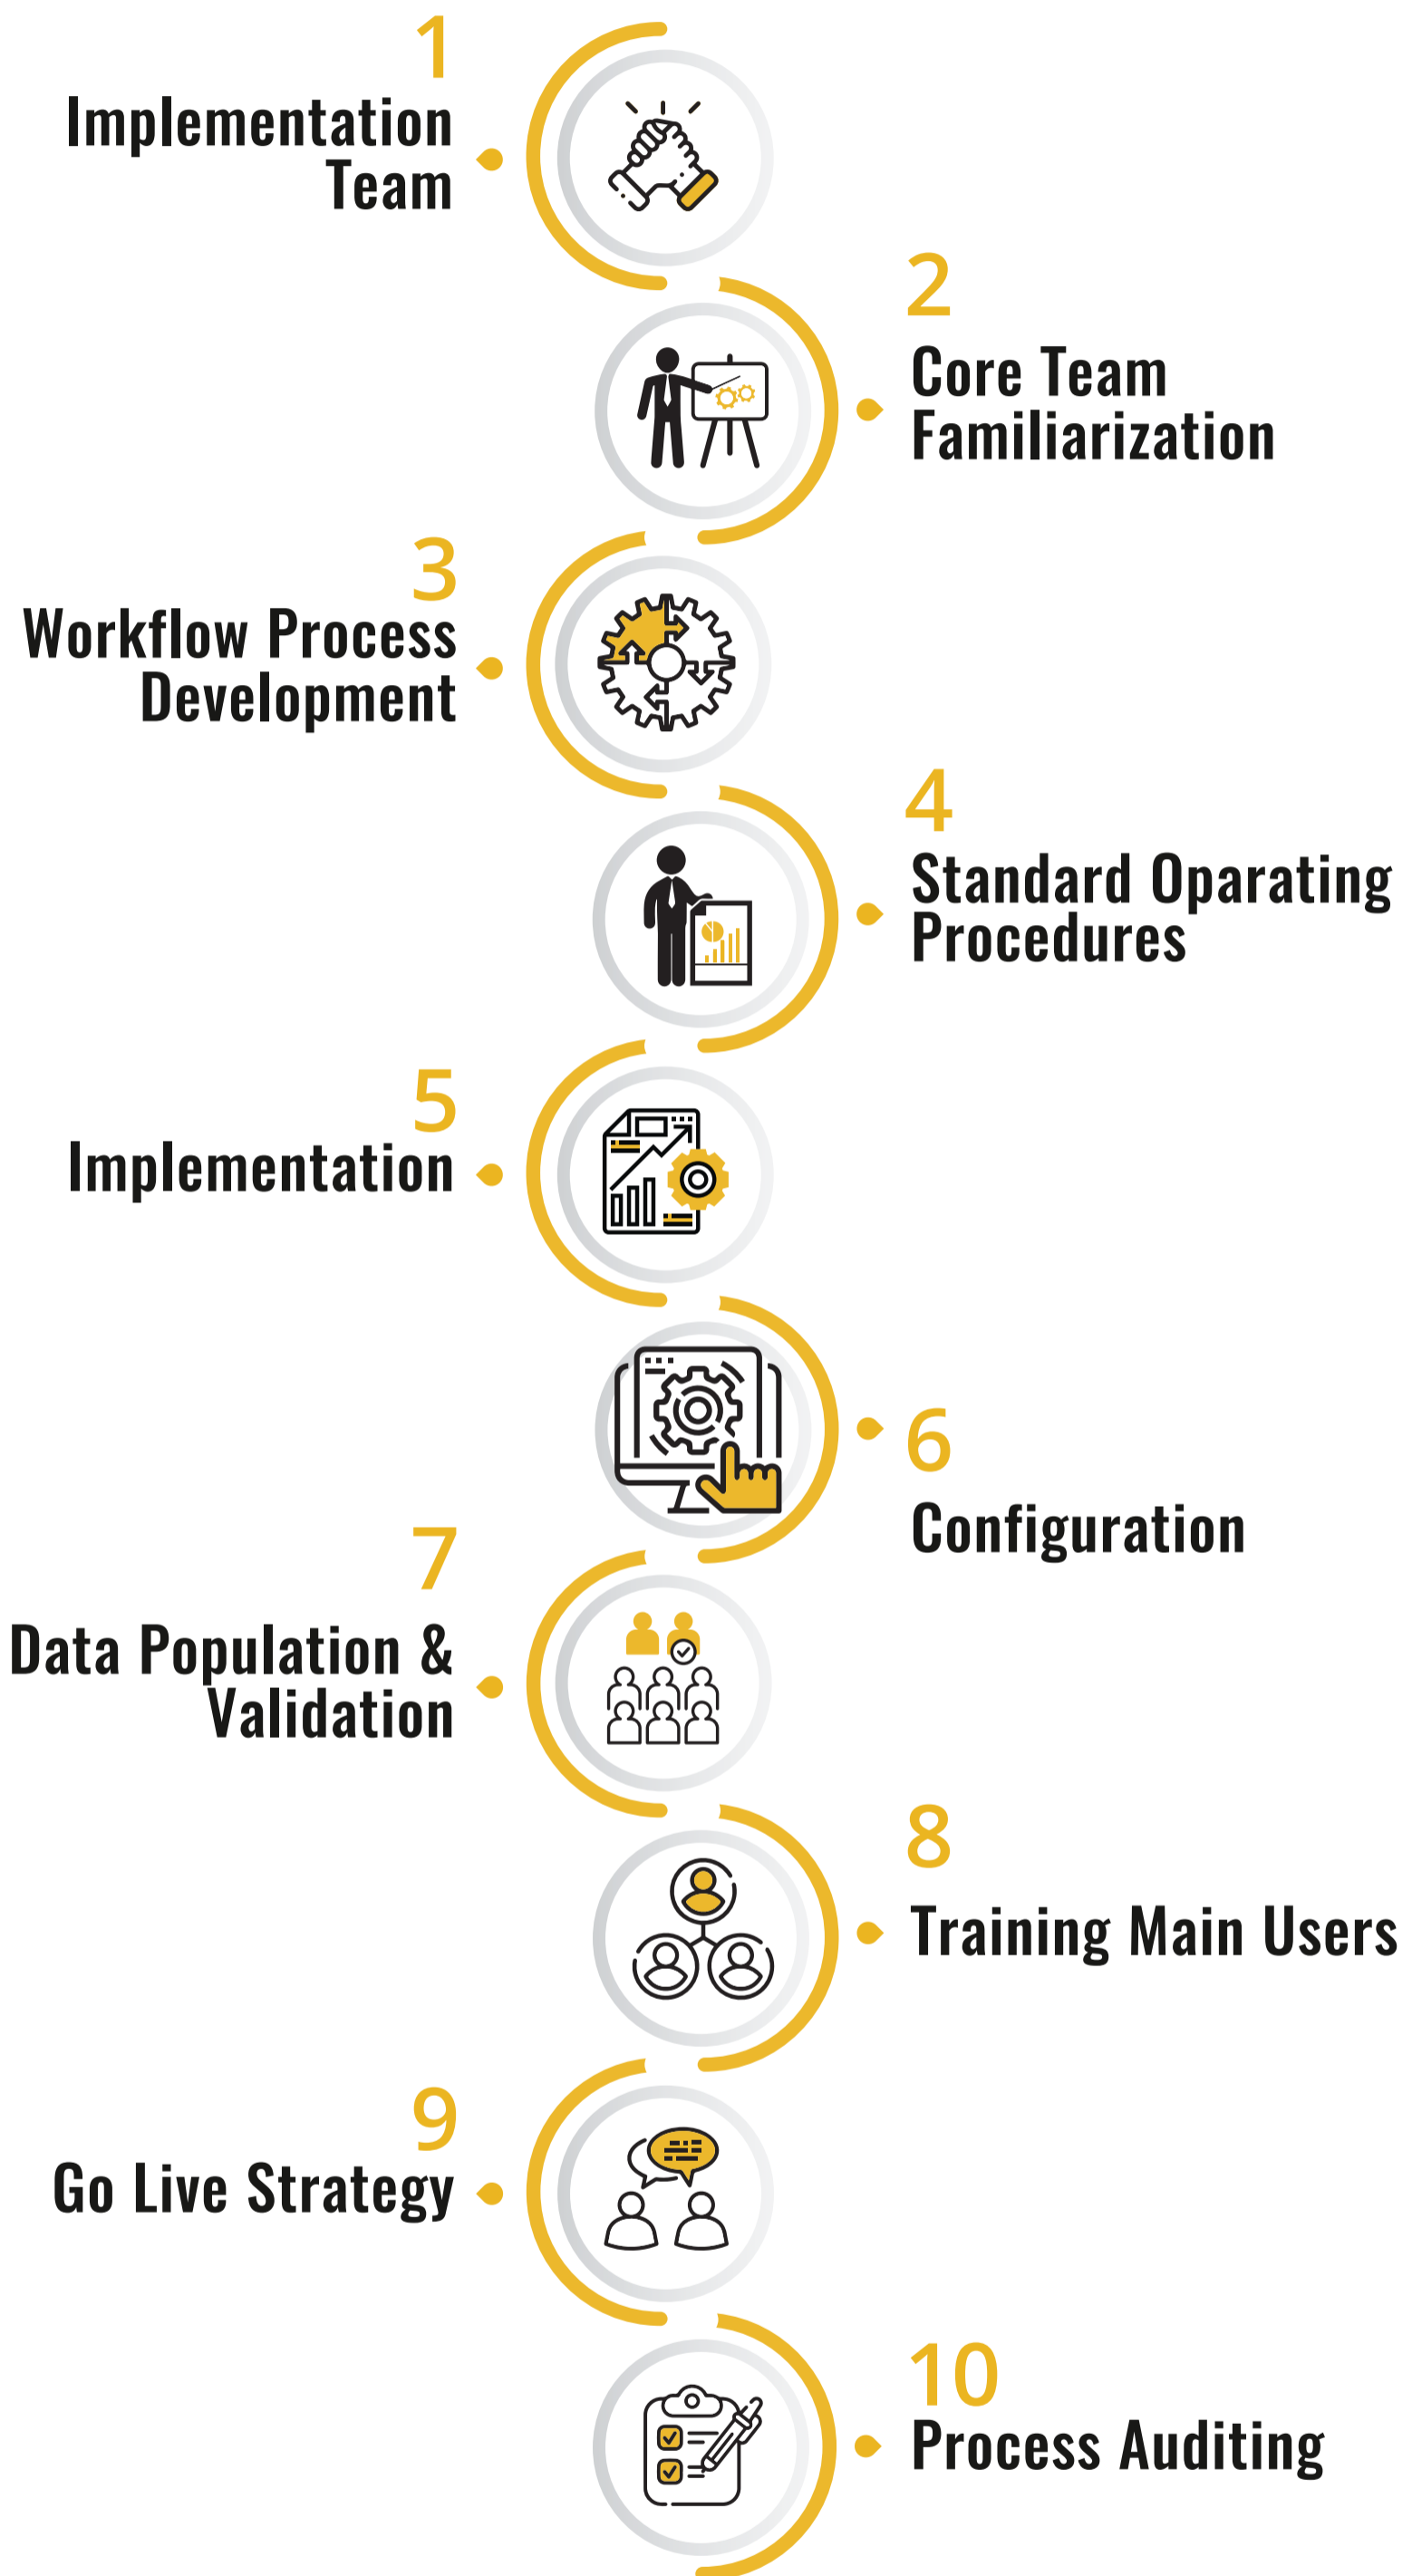 1
Implementation
Team
2
Core Team
Familiarization
3
Workflow Process
Development
4
Standard Oparating
Procedures
5
Implementation
6
Configuration
7
Data Population &
Validation
8
Training Main Users
9
Go Live Strategy
10
Process Auditing